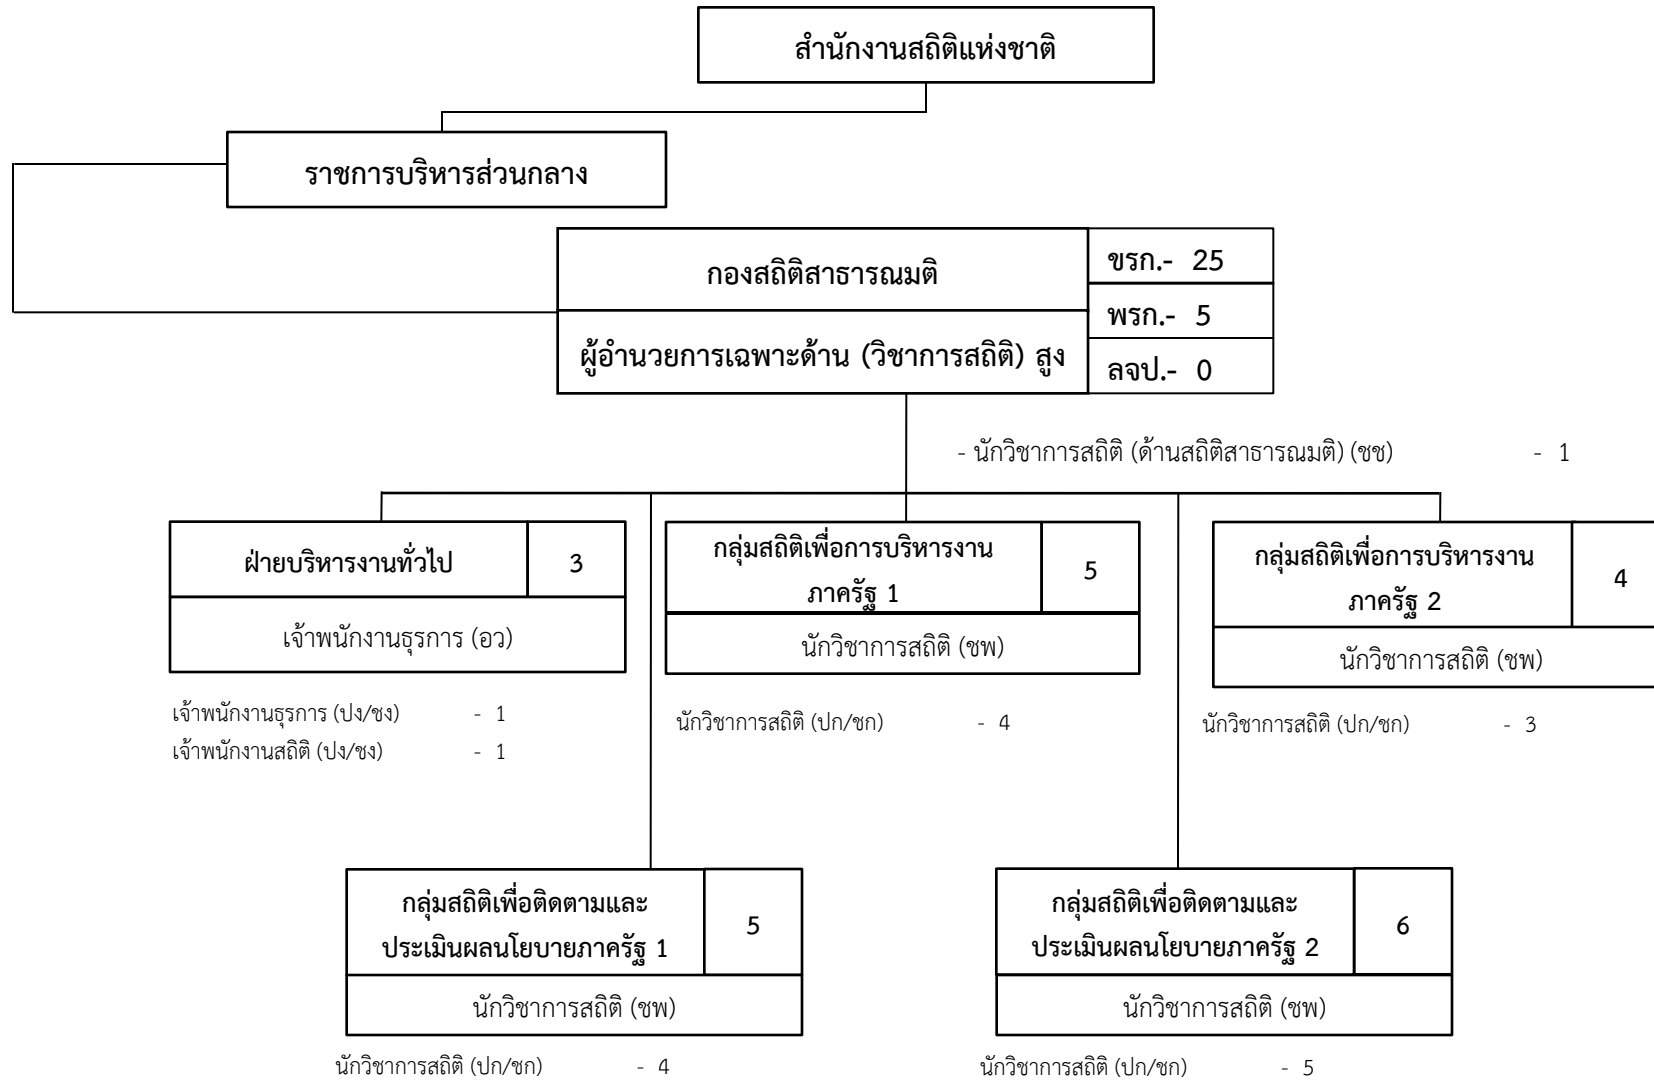 สำนักงานสถิติแห่งชาติ
ราชการบริหารส่วนกลาง
กองสถิติสาธารณมติ
ขรก.- 25
พรก.- 5
ผู้อำนวยการเฉพาะด้าน (วิชาการสถิติ) สูง
ลจป.- 0
- นักวิชาการสถิติ (ด้านสถิติสาธารณมติ) (ชช) - 1
ฝ่ายบริหารงานทั่วไป 3
เจ้าพนักงานธุรการ (อว)
เจ้าพนักงานธุรการ (ปง/ชง) - 1
เจ้าพนักงานสถิติ (ปง/ชง) - 1
กลุ่มสถิติเพื่อการบริหารงาน
ภาครัฐ 1
5
นักวิชาการสถิติ (ชพ)
นักวิชาการสถิติ (ปก/ชก) - 4
กลุ่มสถิติเพื่อการบริหารงาน
ภาครัฐ 2
4
นักวิชาการสถิติ (ชพ)
นักวิชาการสถิติ (ปก/ชก) - 3
กลุ่มสถิติเพื่อติดตามและ
ประเมินผลนโยบายภาครัฐ 1
5
นักวิชาการสถิติ (ชพ)
นักวิชาการสถิติ (ปก/ชก) - 4
กลุ่มสถิติเพื่อติดตามและ
ประเมินผลนโยบายภาครัฐ 2
6
นักวิชาการสถิติ (ชพ)
นักวิชาการสถิติ (ปก/ชก) - 5